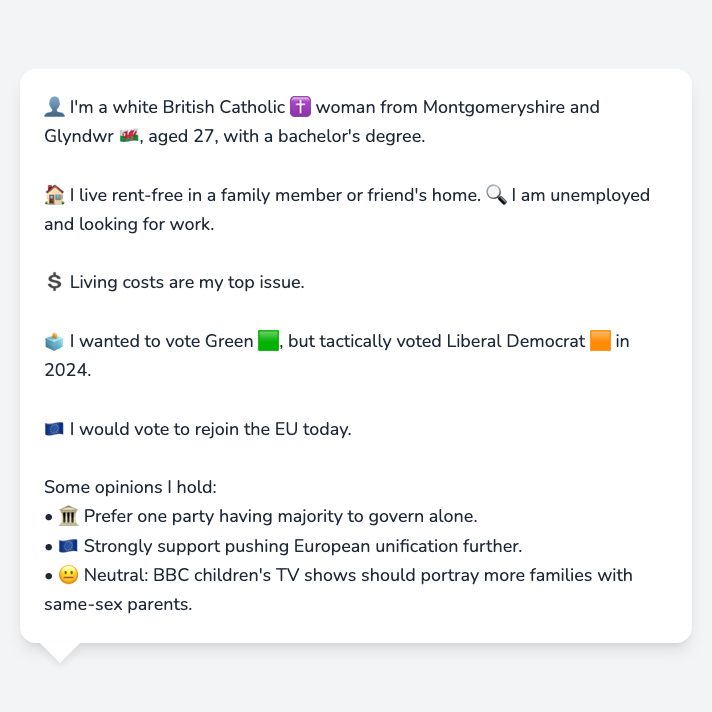 👤 I'm a white British Catholic ✝️ woman from Montgomeryshire and
Glyndwr 🏴󠁧󠁢󠁷󠁬󠁳󠁿, aged 27, with a bachelor's degree.
🏠 I live rent-free in a family member or friend's home. 🔍 I am unemployed
and looking for work.
💲 Living costs are my top issue.
🗳️ I wanted to vote Green 🟩, but tactically voted Liberal Democrat 🟧 in
2024.
🇪🇺 I would vote to rejoin the EU today.
Some opinions I hold:
• 🏛️ Prefer one party having majority to govern alone.
• 🇪🇺 Strongly support pushing European unification further.
• 😐 Neutral: BBC children's TV shows should portray more families with
same-sex parents.